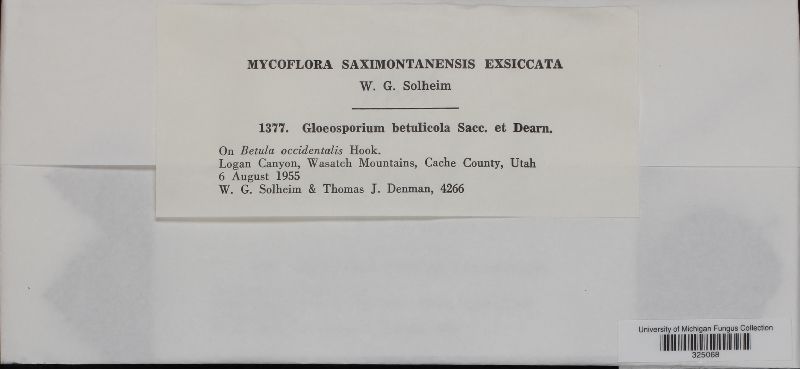 MYCOFLORA SAXIMONTANENSIS EXSICCATA
W. G. Solheim
1377. Gloeosporium betulicola Sacc. et Dearn.
On Betula occidentalis Hook.
Logan Canyon, Wasatch Mountains, Cache County, Utah
6 August 1955
W. G. Solheim & Thomas J. Denman, 4266
University of Michigan Fungus Collection
325068